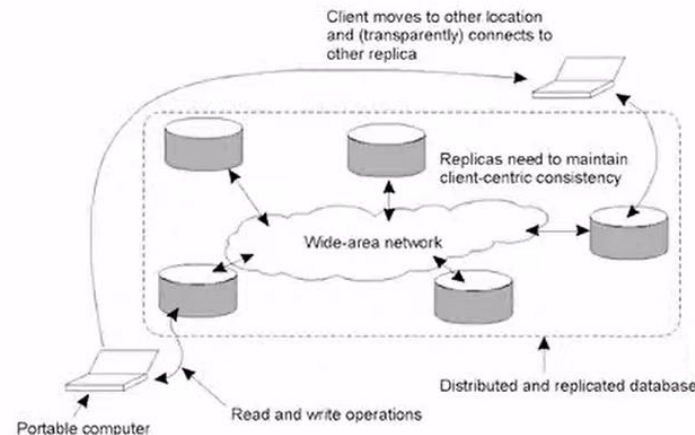 Client moves to other location
and (transparently) connects to
other replica
Replicas need to maintain
client-centric consistency
Wide-area network
Distributed and replicated database
Read and write operations
Portable computer